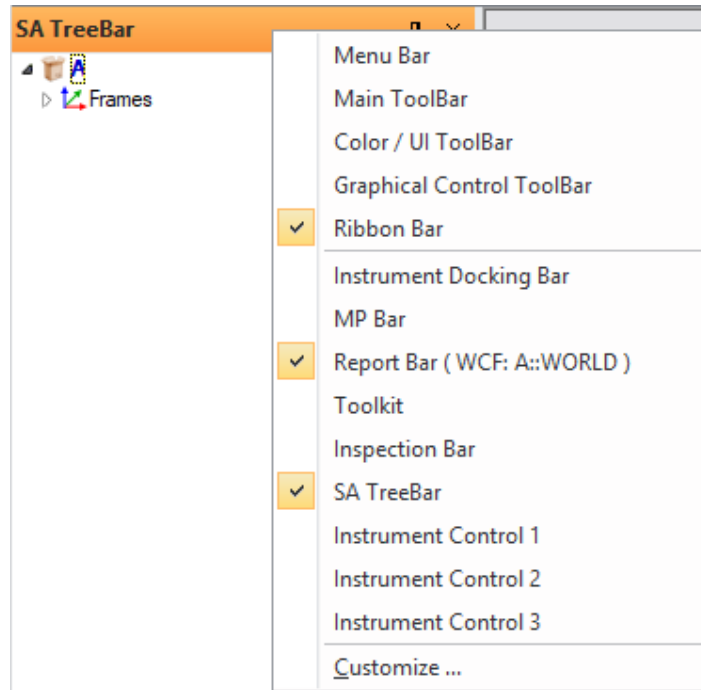 SA TreeBar
A
Frames
Menu Bar
Main ToolBar
Color / UI ToolBar
Graphical Control ToolBar
Ribbon Bar
Instrument Docking Bar
MP Bar
Report Bar ( WCF: A::WORLD )
Toolkit
Inspection Bar
SA TreeBar
Instrument Control 1
Instrument Control 2
Instrument Control 3
Customize ...